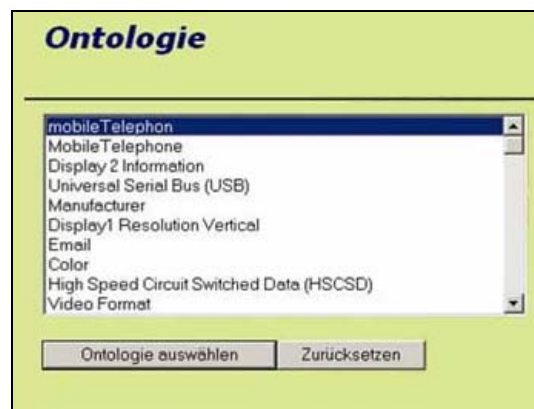 Ontologie
mobileTelephon
MobileTelephone
Display 2 Information
Universal Serial Bus (USB)
Manufacturer
Display1 Resolution Vertical
Email
Color
High Speed Circuit Switched Data (HSCSD)
Video Format
Ontologie auswählen Zurücksetzen